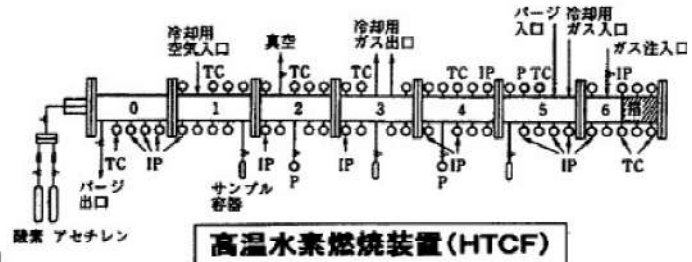 冷却用
空気入口
真空
冷却用
ガス出口
パージ
入口
冷却用
ガス入口
ガス注入口
TC
TC
TC
TC
IP
P
TC
IP
0
1
2
3
4
5
6
TC
IP
IP
IP
IP
IP
TC
パージ
出口
サンプル
容器
P
P
酸素
アセチレン
高温水素燃焼装置(HTCF)